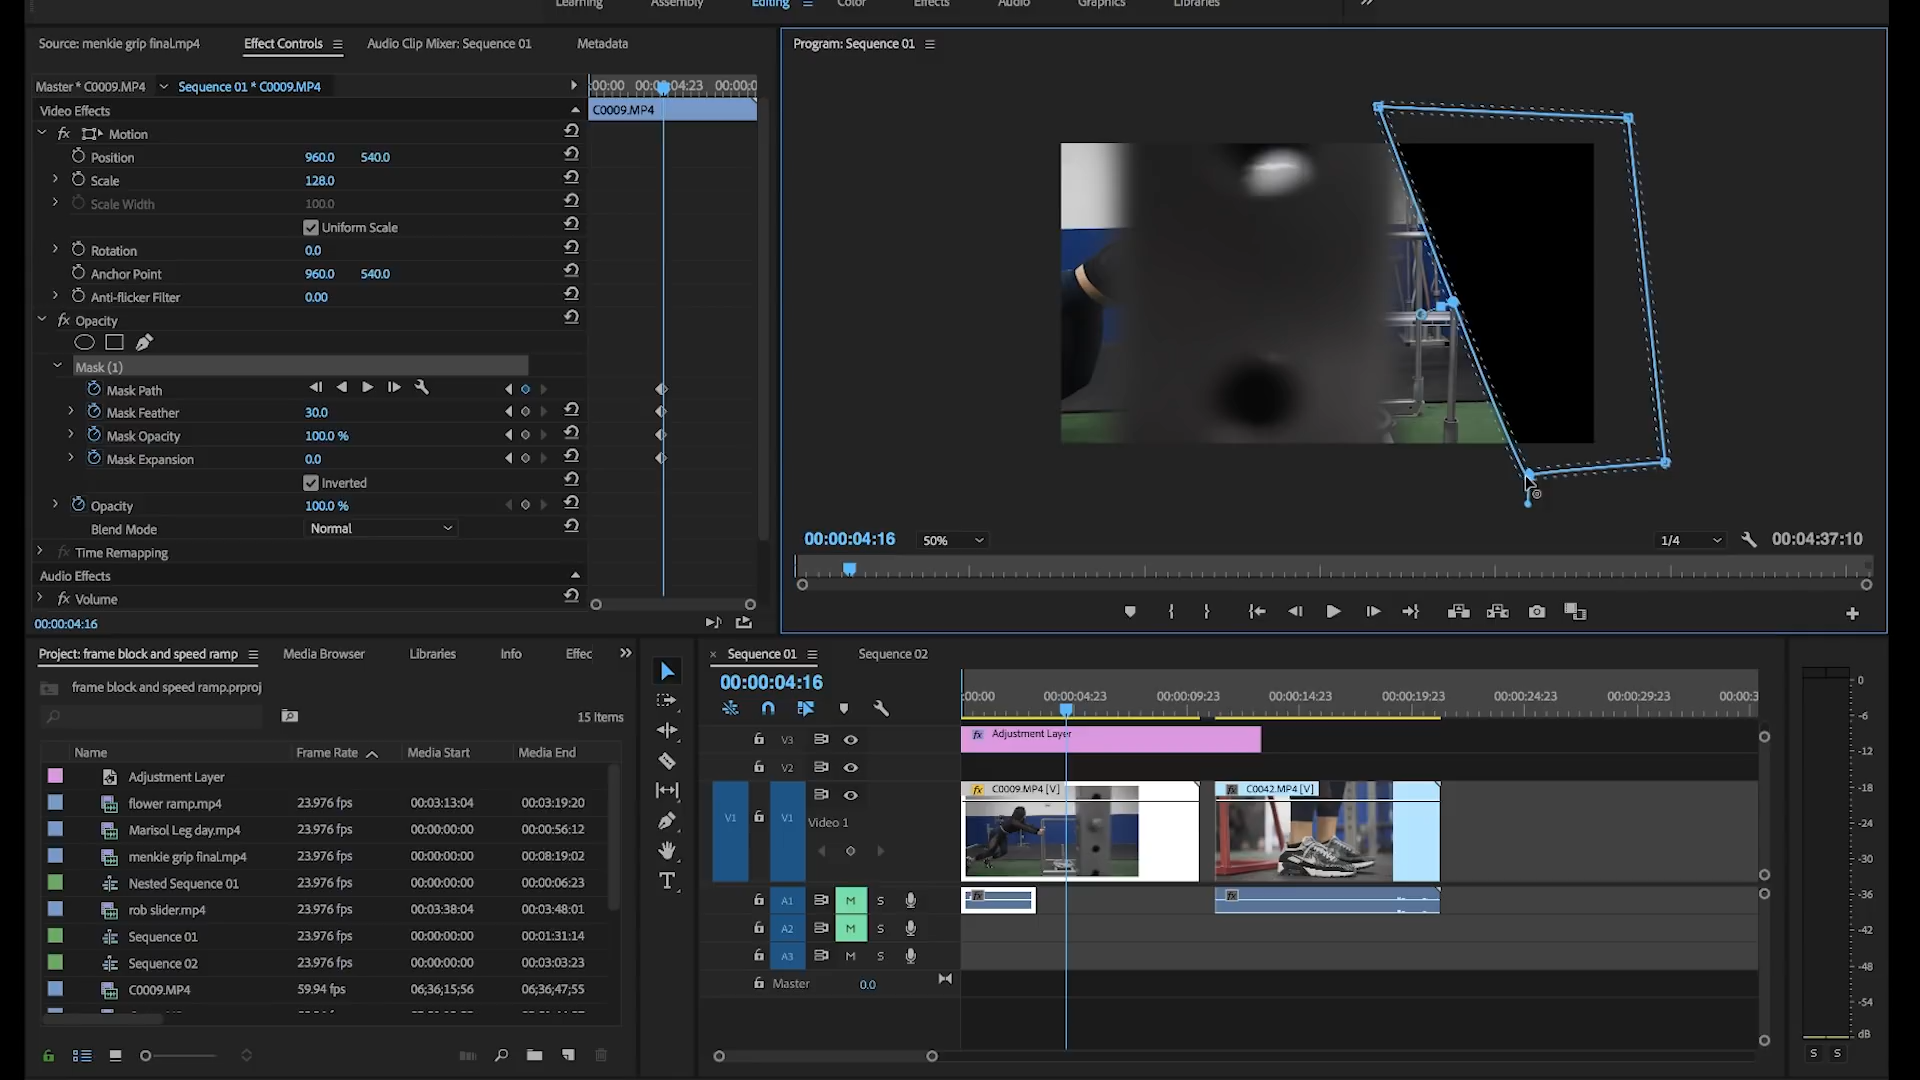 Learning Assembly Editing Color Effects Audio Graphics Libraries
Source: menkie grip final.mp4 Effect Controls Audio Clip Mixer: Sequence 01 Metadata
Program: Sequence 01
Master * C0009.MP4 Sequence 01 * C0009.MP4
:00:00 00:00:04:23 00:00:0
Video Effects
C0009.MP4
fx Motion
Position 960.0 540.0
Scale 128.0
Scale Width 100.0
Uniform Scale
Rotation 0.0
Anchor Point 960.0 540.0
Anti-flicker Filter 0.00
fx Opacity
Mask (1)
Mask Path
Mask Feather 30.0
Mask Opacity 100.0 %
Mask Expansion 0.0
Inverted
Opacity 100.0 %
Blend Mode Normal
fx Time Remapping
Audio Effects
fx Volume
00:00:04:16
00:00:04:16 50% 1/4 00:04:37:10
Project: frame block and speed ramp Media Browser Libraries Info Effec
frame block and speed ramp.prproj
15 Items
Name Frame Rate Media Start Media End
Adjustment Layer
flower ramp.mp4 23.976 fps 00:03:13:04 00:03:19:20
Marisol Leg day.mp4 23.976 fps 00:00:00:00 00:00:56:12
menkie grip final.mp4 23.976 fps 00:00:00:00 00:08:19:02
Nested Sequence 01 23.976 fps 00:00:00:00 00:00:06:23
rob slider.mp4 23.976 fps 00:03:38:04 00:03:48:01
Sequence 01 23.976 fps 00:00:00:00 00:01:31:14
Sequence 02 23.976 fps 00:00:00:00 00:03:03:23
C0009.MP4 59.94 fps 06;36;15;56 06;36;47;55
Sequence 01 Sequence 02
00:00:04:16
:00:00 00:00:04:23 00:00:09:23 00:00:14:23 00:00:19:23 00:00:24:23 00:00:29:23 00:00:3
V3 fx Adjustment Layer
V2
fx C0009.MP4 [V] fx C0042.MP4 [V]
V1 V1 Video 1
A1 M S fx fx
A2 M S
A3 M S
Master 0.0
0
-6
-12
-18
-24
-30
-36
-42
-48
-54
dB
S S